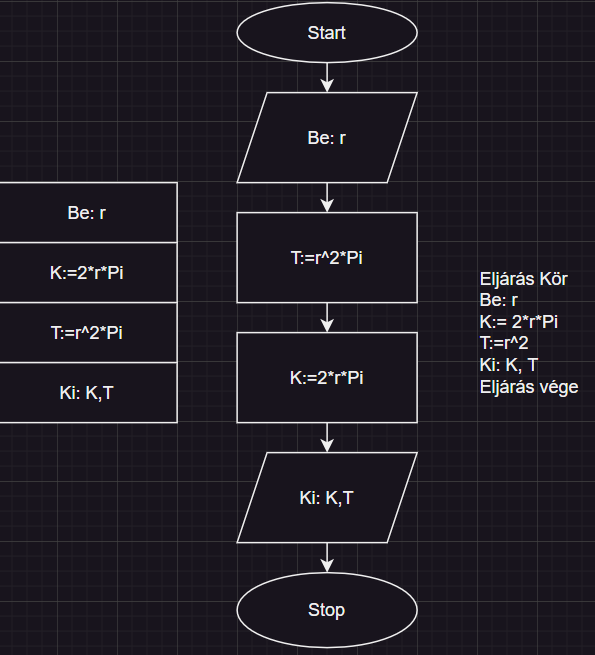 Be: r
K:=2*r*Pi
T:=r^2*Pi
Ki: K,T
Start
Be: r
T:=r^2*Pi
K:=2*r*Pi
Ki: K,T
Stop
Eljárás Kör
Be: r
K:= 2*r*Pi
T:=r^2
Ki: K, T
Eljárás vége